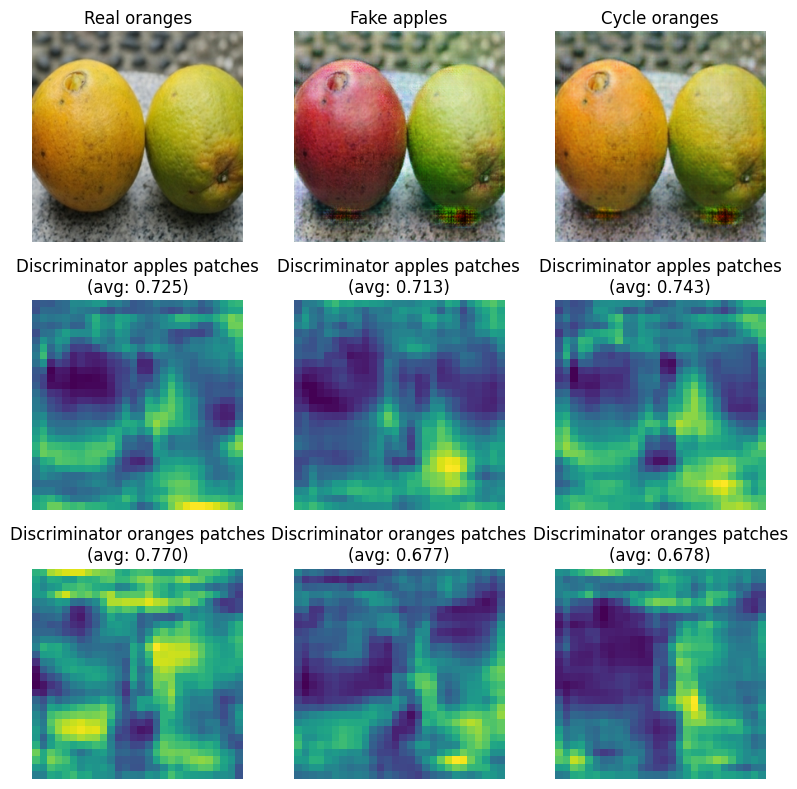 Real oranges
Fake apples
Cycle oranges
Discriminator apples patches
(avg: 0.725)
Discriminator apples patches
(avg: 0.713)
Discriminator apples patches
(avg: 0.743)
Discriminator oranges patches
(avg: 0.770)
Discriminator oranges patches
(avg: 0.677)
Discriminator oranges patches
(avg: 0.678)